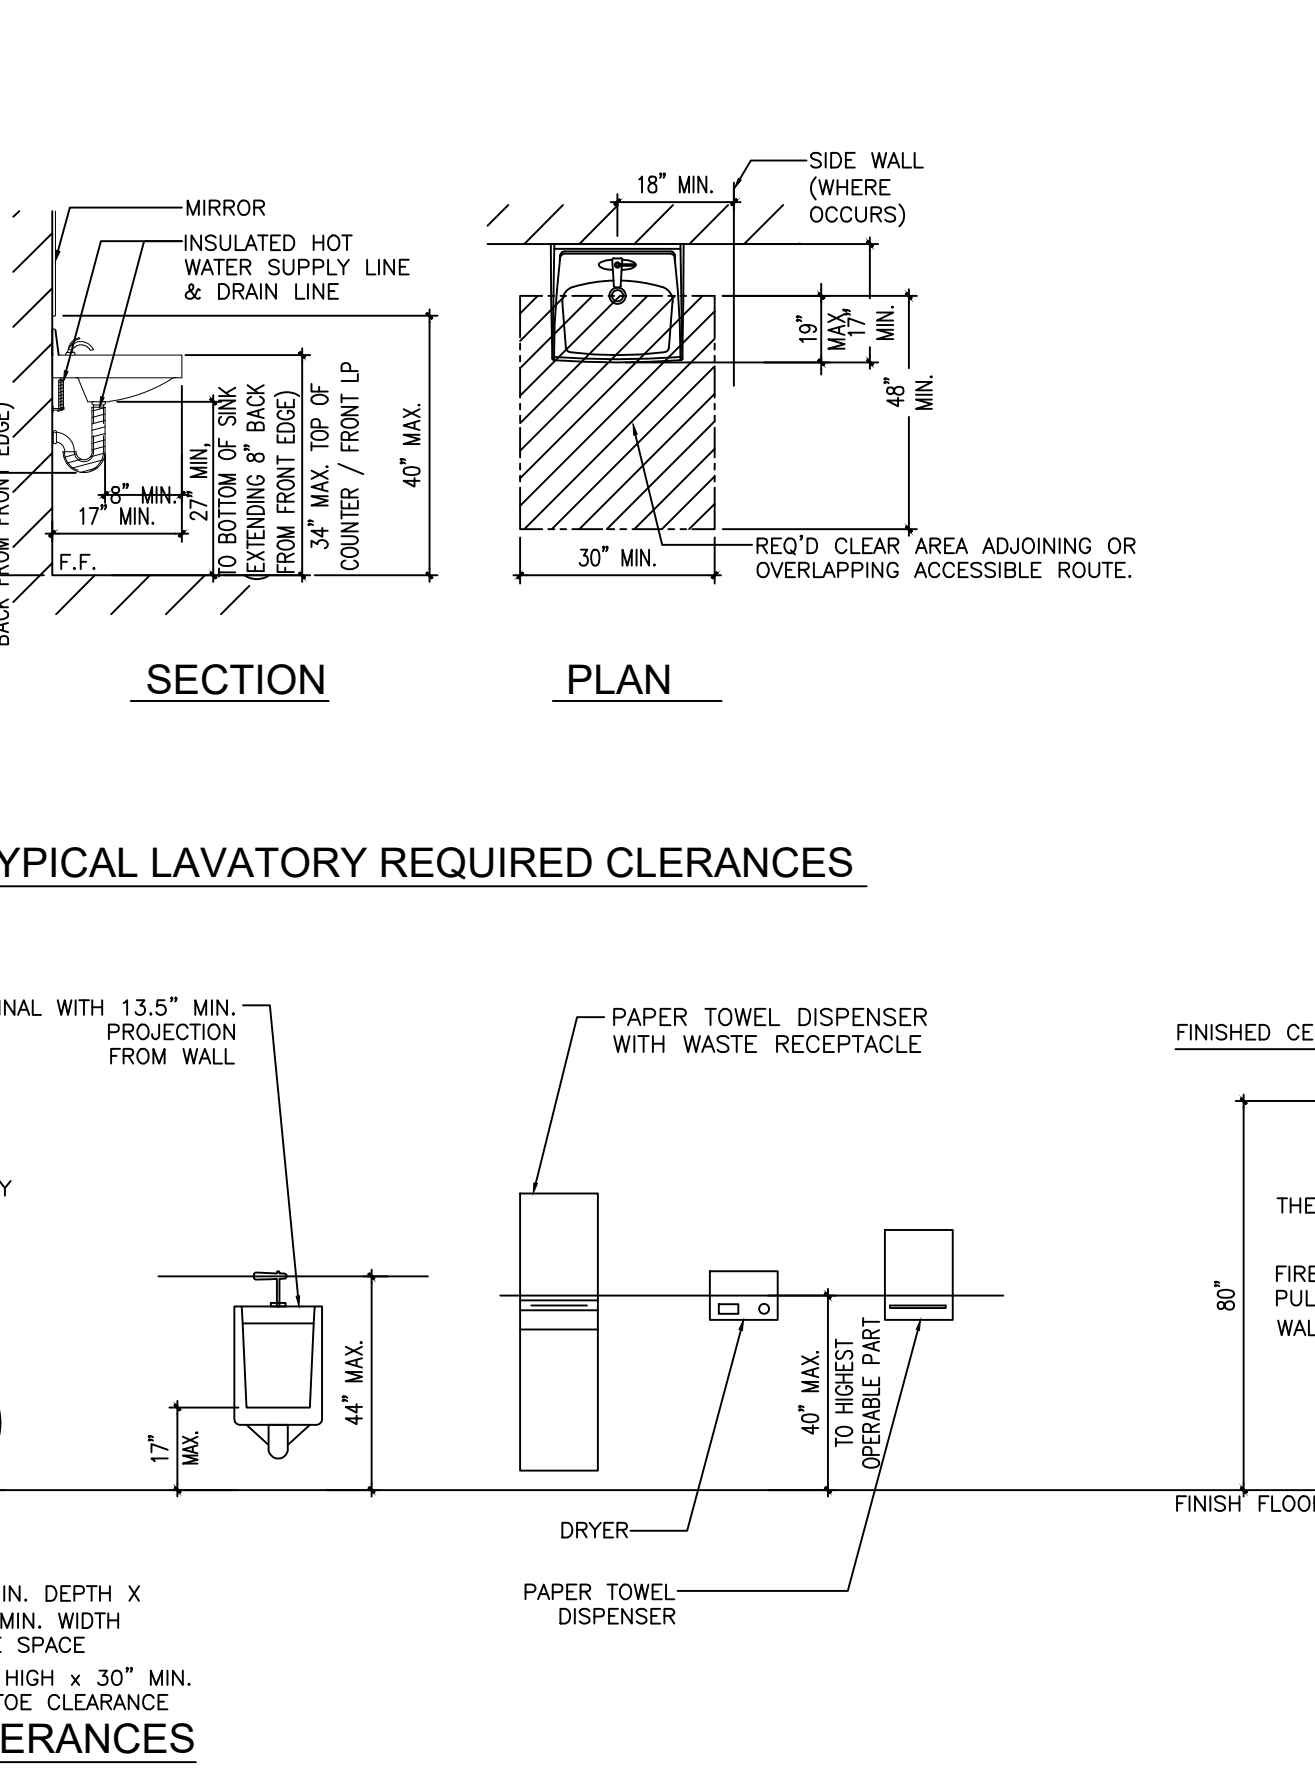 SIDE WALL
(WHERE
OCCURS)
18” MIN.
MIRROR
INSULATED HOT
WATER SUPPLY LINE
& DRAIN LINE
19”
MAX.
17”
MIN.
48”
MIN.
BACK FROM FRONT EDGE)
8” MIN.
17” MIN.
27” MIN,
TO BOTTOM OF SINK
(EXTENDING 8” BACK
FROM FRONT EDGE)
34” MAX. TOP OF
COUNTER / FRONT LP
40” MAX.
F.F.
30” MIN.
REQ’D CLEAR AREA ADJOINING OR
OVERLAPPING ACCESSIBLE ROUTE.
SECTION
PLAN
YPICAL LAVATORY REQUIRED CLERANCES
INAL WITH 13.5” MIN.
PROJECTION
FROM WALL
PAPER TOWEL DISPENSER
WITH WASTE RECEPTACLE
FINISHED CE
Y
THE
FIRE
PUL
WAL
80”
44” MAX.
17”
MAX.
40” MAX.
TO HIGHEST
OPERABLE PART
FINISH FLOOR
DRYER
PAPER TOWEL
DISPENSER
IN. DEPTH X
MIN. WIDTH
E SPACE
HIGH x 30” MIN.
TOE CLEARANCE
ERANCES